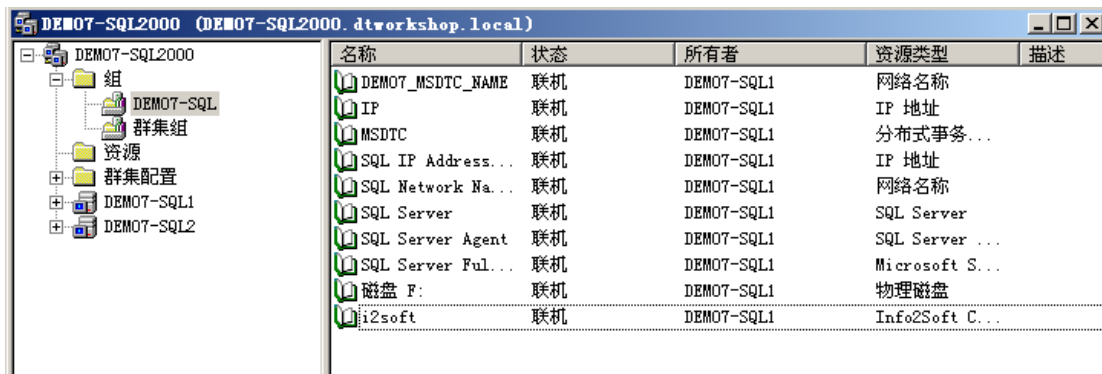 DEMO7-SQL2000 (DEMO7-SQL2000.dtworkshop.local)
DEMO7-SQL2000
组
DEMO7-SQL
群集组
资源
群集配置
DEMO7-SQL1
DEMO7-SQL2
名称 状态 所有者 资源类型 描述
DEMO7_MSDTC_NAME 联机 DEMO7-SQL1 网络名称
IP 联机 DEMO7-SQL1 IP 地址
MSDTC 联机 DEMO7-SQL1 分布式事务...
SQL IP Address... 联机 DEMO7-SQL1 IP 地址
SQL Network Na... 联机 DEMO7-SQL1 网络名称
SQL Server 联机 DEMO7-SQL1 SQL Server
SQL Server Agent 联机 DEMO7-SQL1 SQL Server ...
SQL Server Ful... 联机 DEMO7-SQL1 Microsoft S...
磁盘 F: 联机 DEMO7-SQL1 物理磁盘
i2soft 联机 DEMO7-SQL1 Info2Soft C...